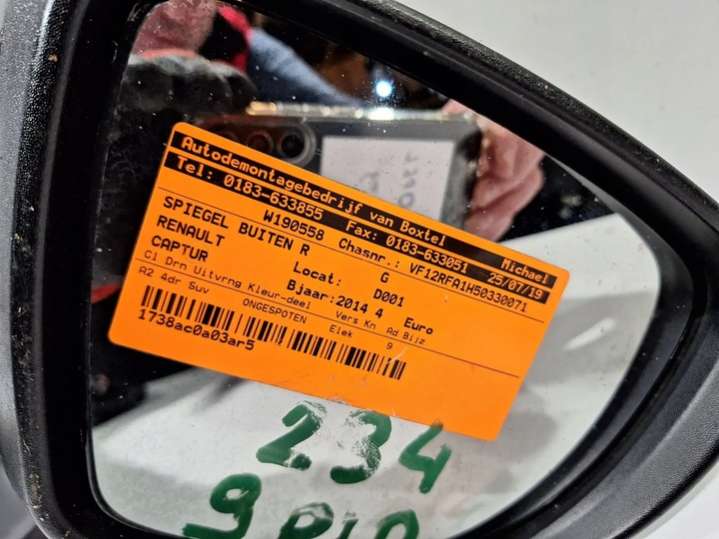 Autodemontagebedrijf van Boxtel Michael
Tel: 0183-633855 Fax: 0183-633051 25/07/19
W190558 Chasnr.: VF12RFA1H50330071
SPIEGEL BUITEN R G
RENAULT Locat: D001
CAPTUR Bjaar: 2014 4 Euro
Cl Drn Uitvrng Kleur-deel Vers Kn Ad Bijz
A2 4dr Suv ONGESPOTEN Elek 9
1738ac0a03ar5
234